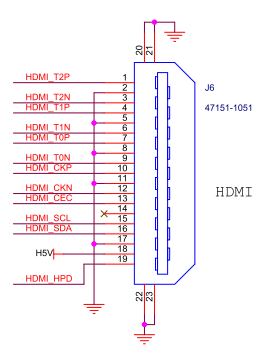 20
21
J6
47151-1051
HDMI_T2P 1
2
HDMI_T2N 3
HDMI_T1P 4
5
HDMI_T1N 6
HDMI_T0P 7
8
HDMI_T0N 9
HDMI_CKP 10
11
HDMI_CKN 12
HDMI_CEC 13
HDMI
14
HDMI_SCL 15
HDMI_SDA 16
17
H5V 18
HDMI_HPD 19
22
23